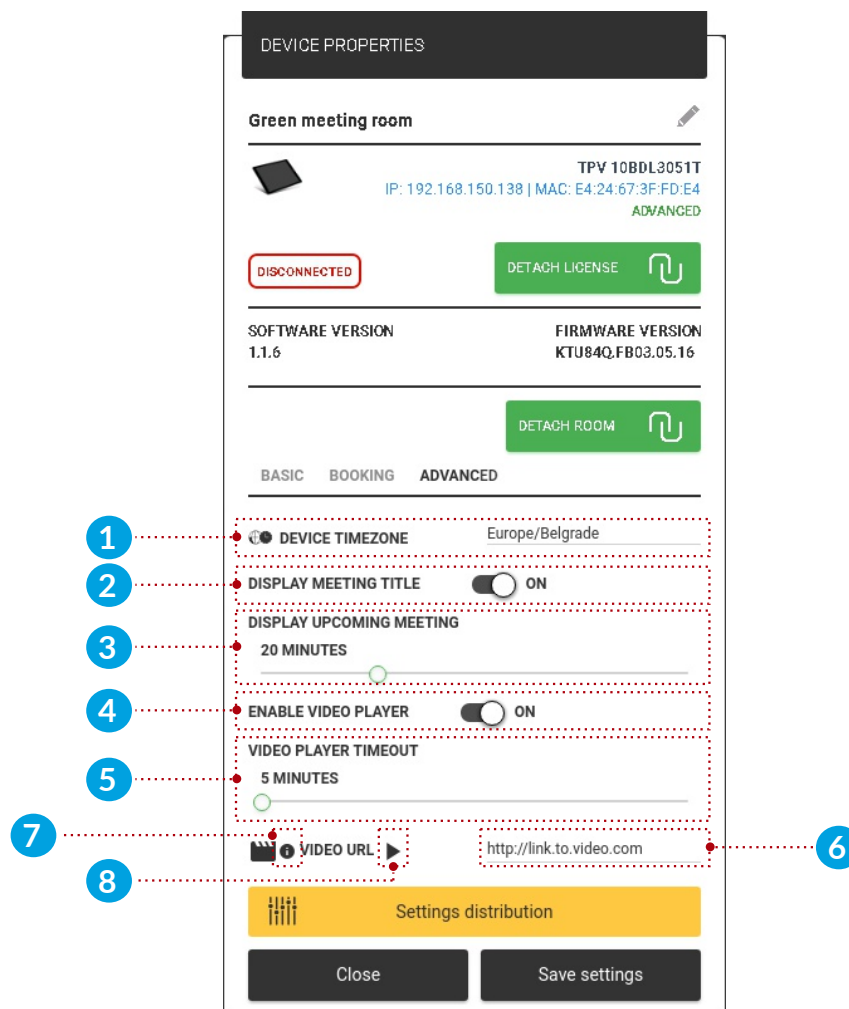 DEVICE PROPERTIES
Green meeting room
TPV 10BDL3051T
IP: 192.168.150.138 | MAC: E4:24:67:3F:FD:E4
ADVANCED
DISCONNECTED
DETACH LICENSE
SOFTWARE VERSION FIRMWARE VERSION
1.1.6 KTU84Q.FB03.05.16
DETACH ROOM
BASIC BOOKING ADVANCED
1 DEVICE TIMEZONE Europe/Belgrade
2 DISPLAY MEETING TITLE ON
DISPLAY UPCOMING MEETING
3 20 MINUTES
4 ENABLE VIDEO PLAYER ON
VIDEO PLAYER TIMEOUT
5 5 MINUTES
7 VIDEO URL http://link.to.video.com 6
8
Settings distribution
Close Save settings